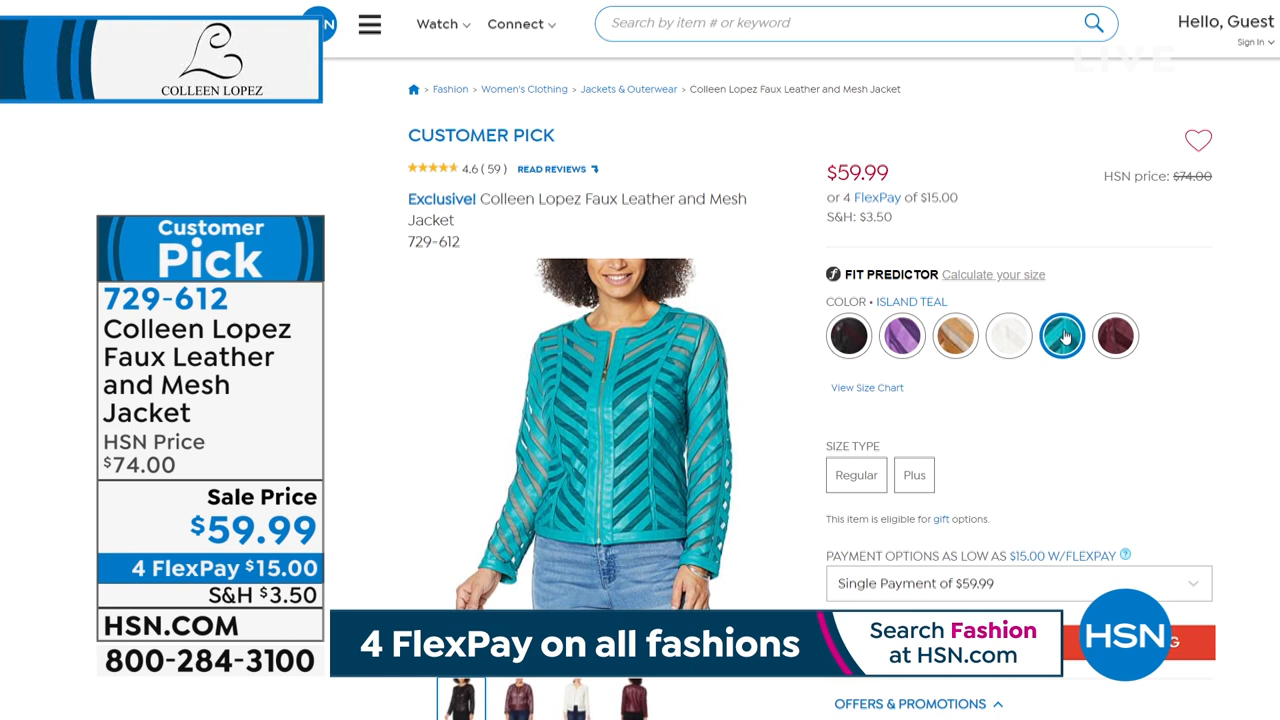 HSN
Watch
Connect
Search by item # or keyword
Hello, Guest
Sign In
LIVE
COLLEEN LOPEZ
> Fashion > Women's Clothing > Jackets & Outerwear > Colleen Lopez Faux Leather and Mesh Jacket
CUSTOMER PICK
4.6 ( 59 ) READ REVIEWS
Exclusive! Colleen Lopez Faux Leather and Mesh
Jacket
729-612
$59.99
HSN price: $74.00
or 4 FlexPay of $15.00
S&H: $3.50
FIT PREDICTOR Calculate your size
COLOR • ISLAND TEAL
View Size Chart
SIZE TYPE
Regular
Plus
This item is eligible for gift options.
PAYMENT OPTIONS AS LOW AS $15.00 W/FLEXPAY ?
Single Payment of $59.99
OFFERS & PROMOTIONS
Customer
Pick
729-612
Colleen Lopez
Faux Leather
and Mesh
Jacket
HSN Price
$74.00
Sale Price
$59.99
4 FlexPay $15.00
S&H $3.50
HSN.COM
800-284-3100
4 FlexPay on all fashions
Search Fashion
at HSN.com
HSN